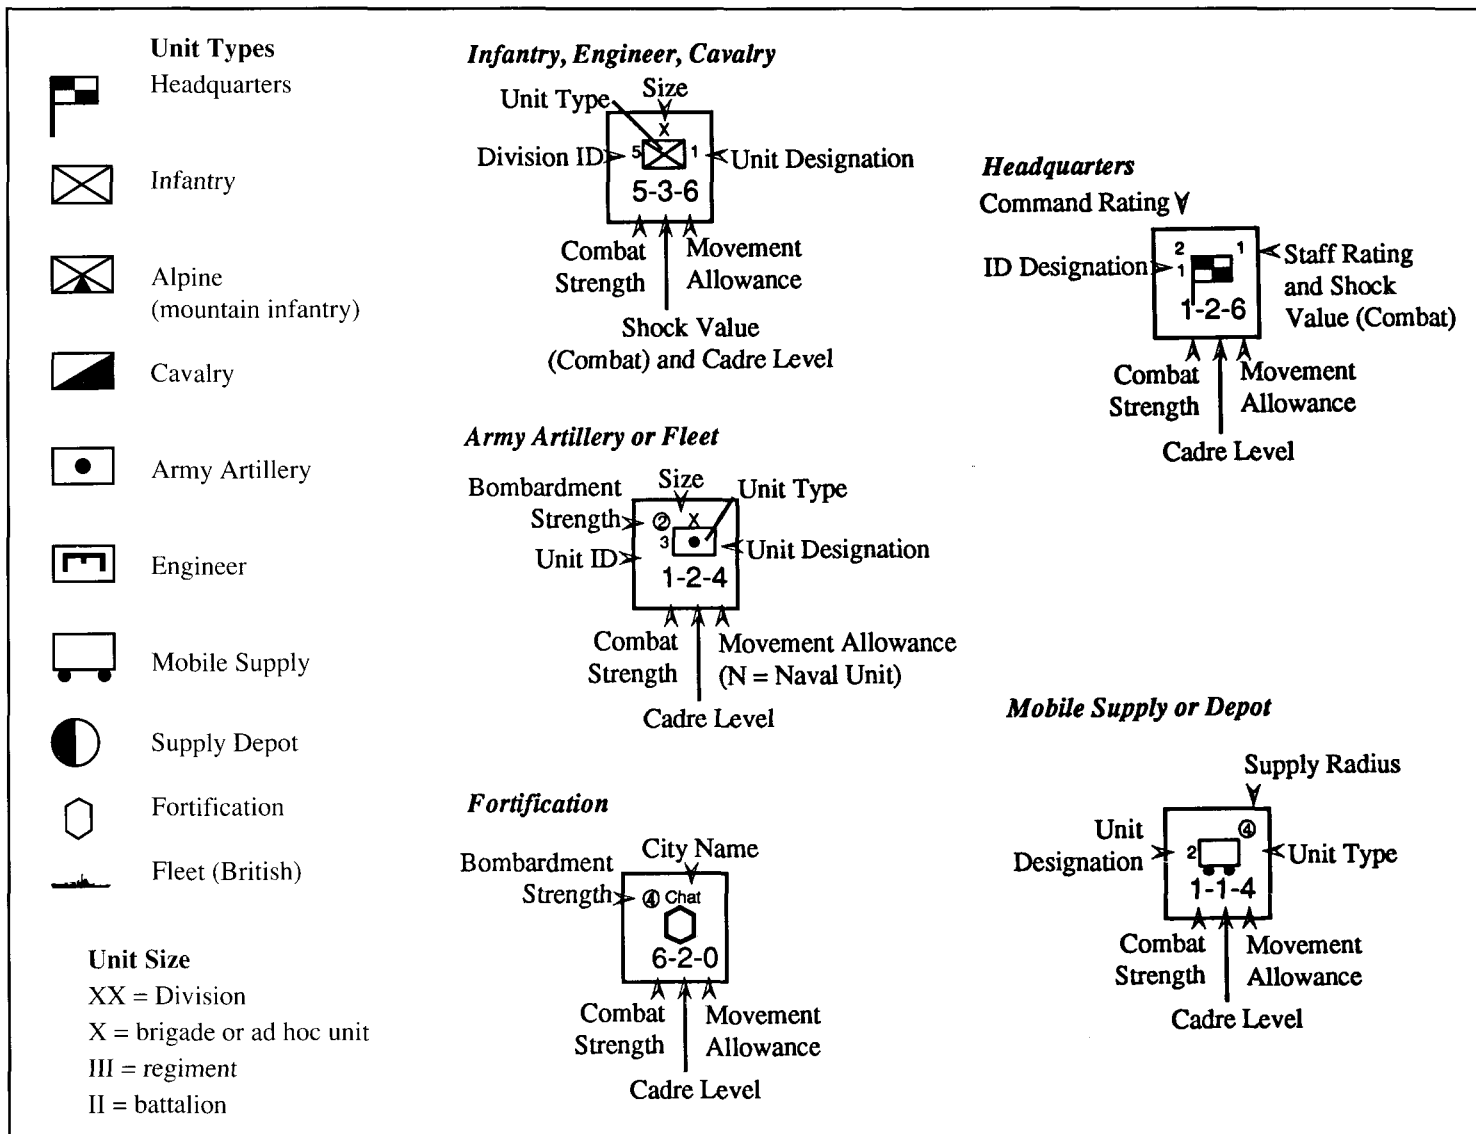 Unit Types
Headquarters
Infantry
Alpine
(mountain infantry)
Cavalry
Army Artillery
Engineer
Mobile Supply
Supply Depot
Fortification
Fleet (British)
Unit Size
XX = Division
X = brigade or ad hoc unit
III = regiment
II = battalion
Infantry, Engineer, Cavalry
Size
Unit Type
X
Division ID
5
1
Unit Designation
5-3-6
Combat
Strength
Movement
Allowance
Shock Value
(Combat) and Cadre Level
Army Artillery or Fleet
Bombardment
Strength
Size
Unit Type
2
X
Unit ID
3
Unit Designation
1-2-4
Combat
Strength
Movement Allowance
(N = Naval Unit)
Cadre Level
Fortification
City Name
Bombardment
Strength
4 Chat
6-2-0
Combat
Strength
Movement
Allowance
Cadre Level
Headquarters
Command Rating
2
1
ID Designation
1
Staff Rating
and Shock
Value (Combat)
1-2-6
Combat
Strength
Movement
Allowance
Cadre Level
Mobile Supply or Depot
Supply Radius
4
Unit
Designation
2
Unit Type
1-1-4
Combat
Strength
Movement
Allowance
Cadre Level